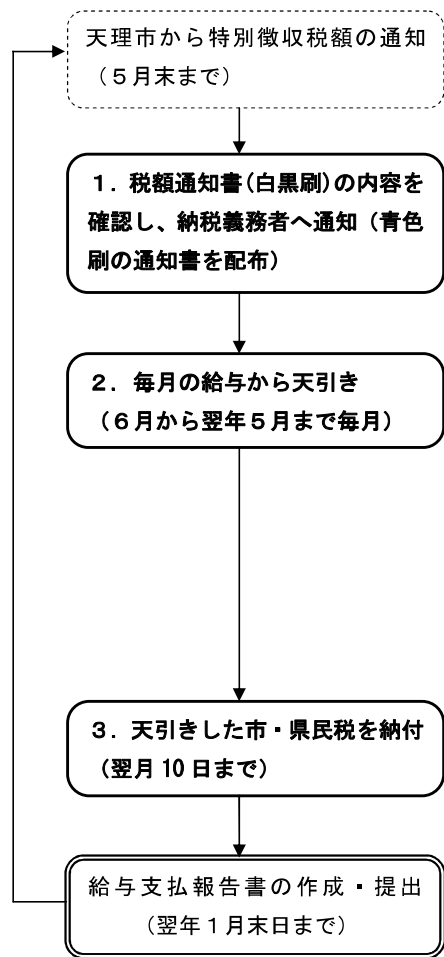 天理市から特別徴収税額の通知
（５月末まで）
１．税額通知書（白黒刷）の内容を
確認し、納税義務者へ通知（青色
刷の通知書を配布）
２．毎月の給与から天引き
（６月から翌年５月まで毎月）
３．天引きした市・県民税を納付
（翌月10日まで）
給与支払報告書の作成・提出
（翌年１月末日まで）